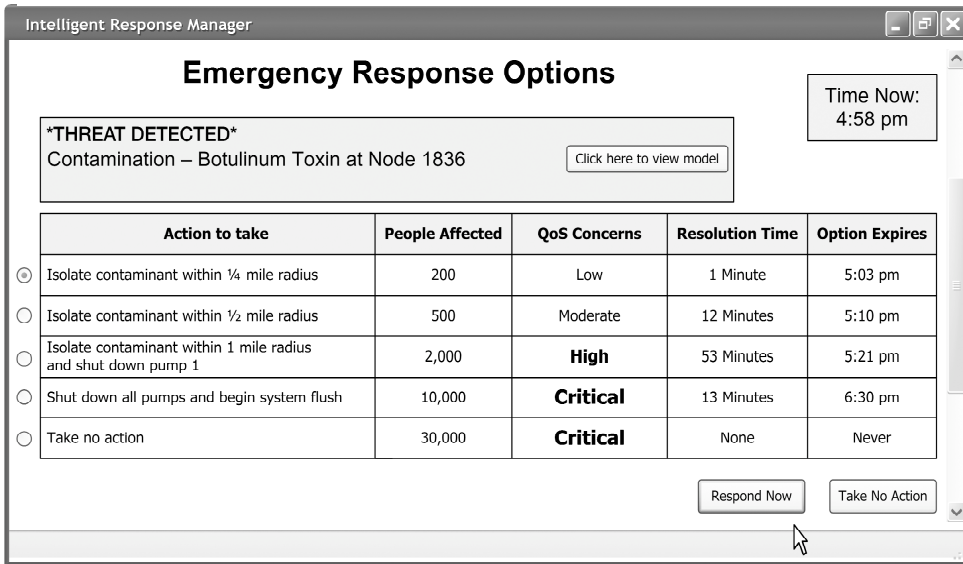 Intelligent Response Manager
Emergency Response Options
Time Now:
4:58 pm
*THREAT DETECTED*
Contamination – Botulinum Toxin at Node 1836
Click here to view model
Action to take People Affected QoS Concerns Resolution Time Option Expires
Isolate contaminant within ¼ mile radius 200 Low 1 Minute 5:03 pm
Isolate contaminant within ½ mile radius 500 Moderate 12 Minutes 5:10 pm
Isolate contaminant within 1 mile radius
and shut down pump 1 2,000 High 53 Minutes 5:21 pm
Shut down all pumps and begin system flush 10,000 Critical 13 Minutes 6:30 pm
Take no action 30,000 Critical None Never
Respond Now Take No Action